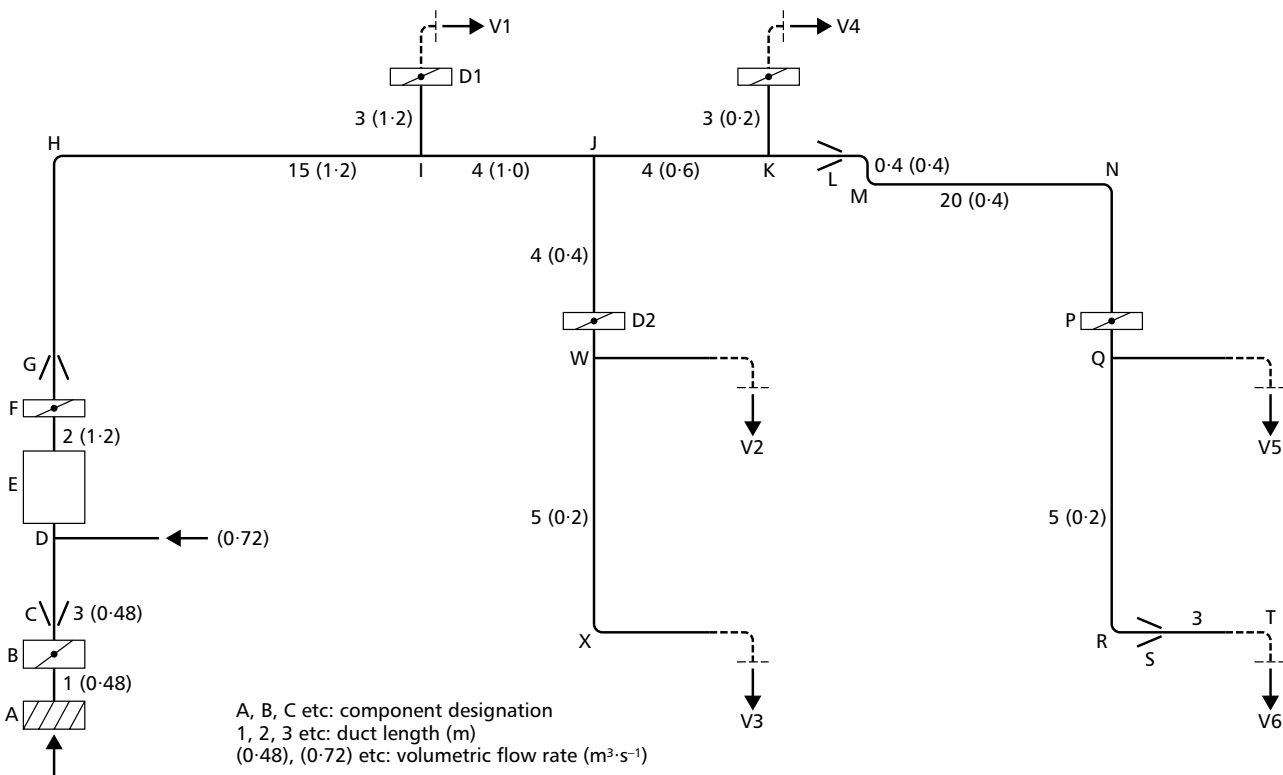 V1
V4
D1
3 (1·2)
3 (0·2)
H
J
15 (1·2)
I
4 (1·0)
4 (0·6)
K
L
0·4 (0·4)
M
20 (0·4)
N
4 (0·4)
D2
P
G
W
Q
F
2 (1·2)
V2
V5
E
5 (0·2)
5 (0·2)
D
(0·72)
C
3 (0·48)
B
X
R
S
3
T
1 (0·48)
A
V3
V6
A, B, C etc: component designation
1, 2, 3 etc: duct length (m)
(0·48), (0·72) etc: volumetric flow rate (m³·s⁻¹)